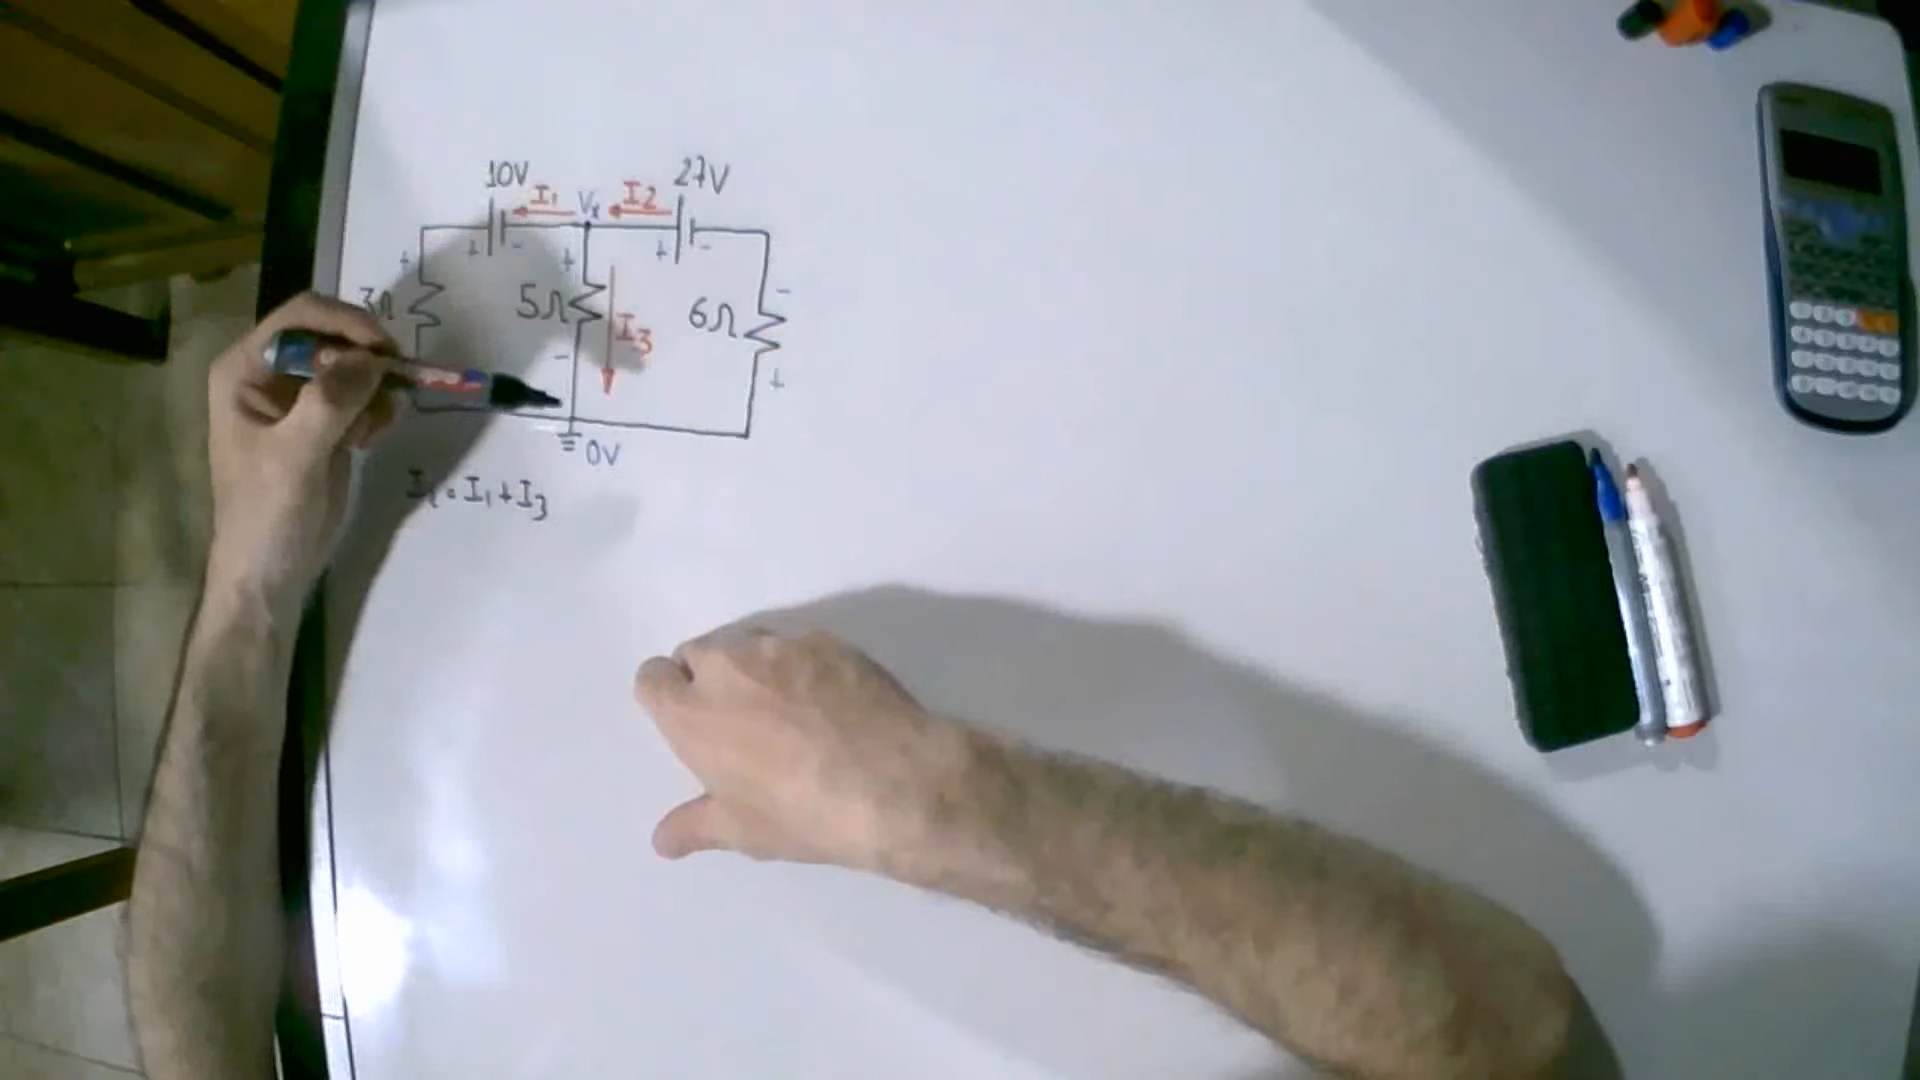 10V
27V
I1
Vx
I2
+ - + -
+ + -
3Ω
5Ω
6Ω
I3
- +
0V
I2 = I1 + I3